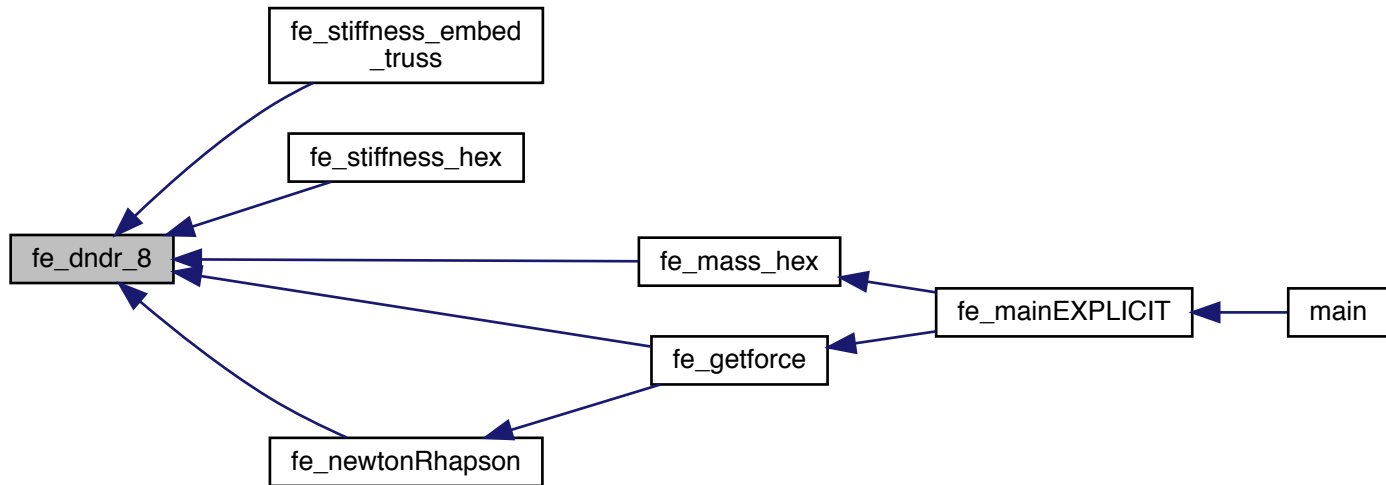 fe_stiffness_embed
_truss
fe_stiffness_hex
fe_dndr_8
fe_mass_hex
fe_mainEXPLICIT
main
fe_getforce
fe_newtonRhapson